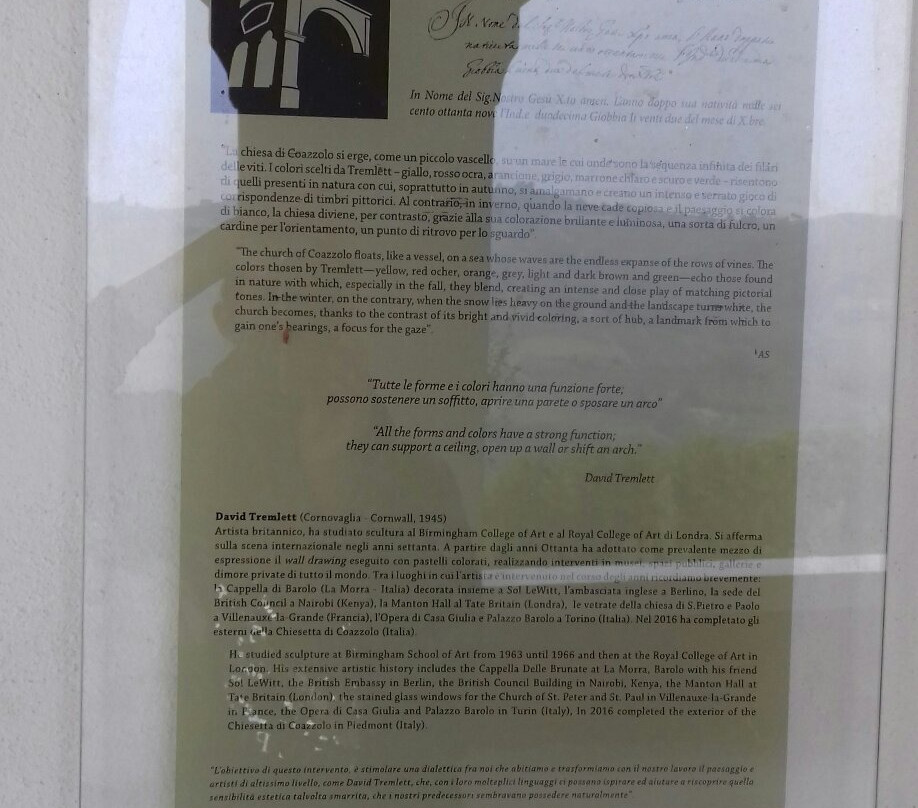 In Nome del Sig. Nostro Gesù X.to amen. L'anno doppo sua natività mille sei
cento ottanta nove l'Ind.e duodecima Giobbia li venti due del mese di X.bre.
"La chiesa di Coazzolo si erge, come un piccolo vascello, su un mare le cui onde sono la sequenza infinita dei filari
delle viti. I colori scelti da Tremlett – giallo, rosso ocra, arancione, grigio, marrone chiaro e scuro e verde – risentono
di quelli presenti in natura con cui, soprattutto in autunno, si amalgamano e creano un intenso e serrato gioco di
corrispondenze di timbri pittorici. Al contrario, in inverno, quando la neve cade copiosa e il paesaggio si colora
di bianco, la chiesa diviene, per contrasto, grazie alla sua colorazione brillante e luminosa, una sorta di fulcro, un
cardine per l'orientamento, un punto di ritrovo per lo sguardo".
"The church of Coazzolo floats, like a vessel, on a sea whose waves are the endless expanse of the rows of vines. The
colors thosen by Tremlett—yellow, red ocher, orange, grey, light and dark brown and green—echo those found
in nature with which, especially in the fall, they blend, creating an intense and close play of matching pictorial
tones. In the winter, on the contrary, when the snow lies heavy on the ground and the landscape turns white, the
church becomes, thanks to the contrast of its bright and vivid coloring, a sort of hub, a landmark from which to
gain one's bearings, a focus for the gaze".
AS
"Tutte le forme e i colori hanno una funzione forte;
possono sostenere un soffitto, aprire una parete o sposare un arco"
"All the forms and colors have a strong function;
they can support a ceiling, open up a wall or shift an arch."
David Tremlett
David Tremlett (Cornovaglia - Cornwall, 1945)
Artista britannico, ha studiato scultura al Birmingham College of Art e al Royal College of Art di Londra. Si afferma
sulla scena internazionale negli anni settanta. A partire dagli anni Ottanta ha adottato come prevalente mezzo di
espressione il wall drawing eseguito con pastelli colorati, realizzando interventi in musei, spazi pubblici, gallerie e
dimore private di tutto il mondo. Tra i luoghi in cui l'artista è intervenuto nel corso degli anni ricordiamo brevemente:
la Cappella di Barolo (La Morra - Italia) decorata insieme a Sol LeWitt, l'ambasciata inglese a Berlino, la sede del
British Council a Nairobi (Kenya), la Manton Hall al Tate Britain (Londra), le vetrate della chiesa di S.Pietro e Paolo
a Villenaux-la-Grande (Francia), l'Opera di Casa Giulia e Palazzo Barolo a Torino (Italia). Nel 2016 ha completato gli
esterni della Chiesetta di Coazzolo (Italia).
He studied sculpture at Birmingham School of Art from 1963 until 1966 and then at the Royal College of Art in
London. His extensive artistic history includes the Cappella Delle Brunate at La Morra, Barolo with his friend
Sol LeWitt, the British Embassy in Berlin, the British Council Building in Nairobi, Kenya, the Manton Hall at
Tate Britain (London), the stained glass windows for the Church of St. Peter and St. Paul in Villenaux-la-Grande
in France, the Opera di Casa Giulia and Palazzo Barolo in Turin (Italy), In 2016 completed the exterior of the
Chiesetta di Coazzolo in Piedmont (Italy).
"L'obiettivo di questo intervento, è stimolare una dialettica fra noi che abitiamo e trasformiamo con il nostro lavoro il paesaggio e
artisti di altissimo livello, come David Tremlett, che, con i loro molteplici linguaggi ci possano ispirare ed aiutare a riscoprire quella
sensibilità estetica talvolta smarrita, che i nostri predecessori sembravano possedere naturalmente".